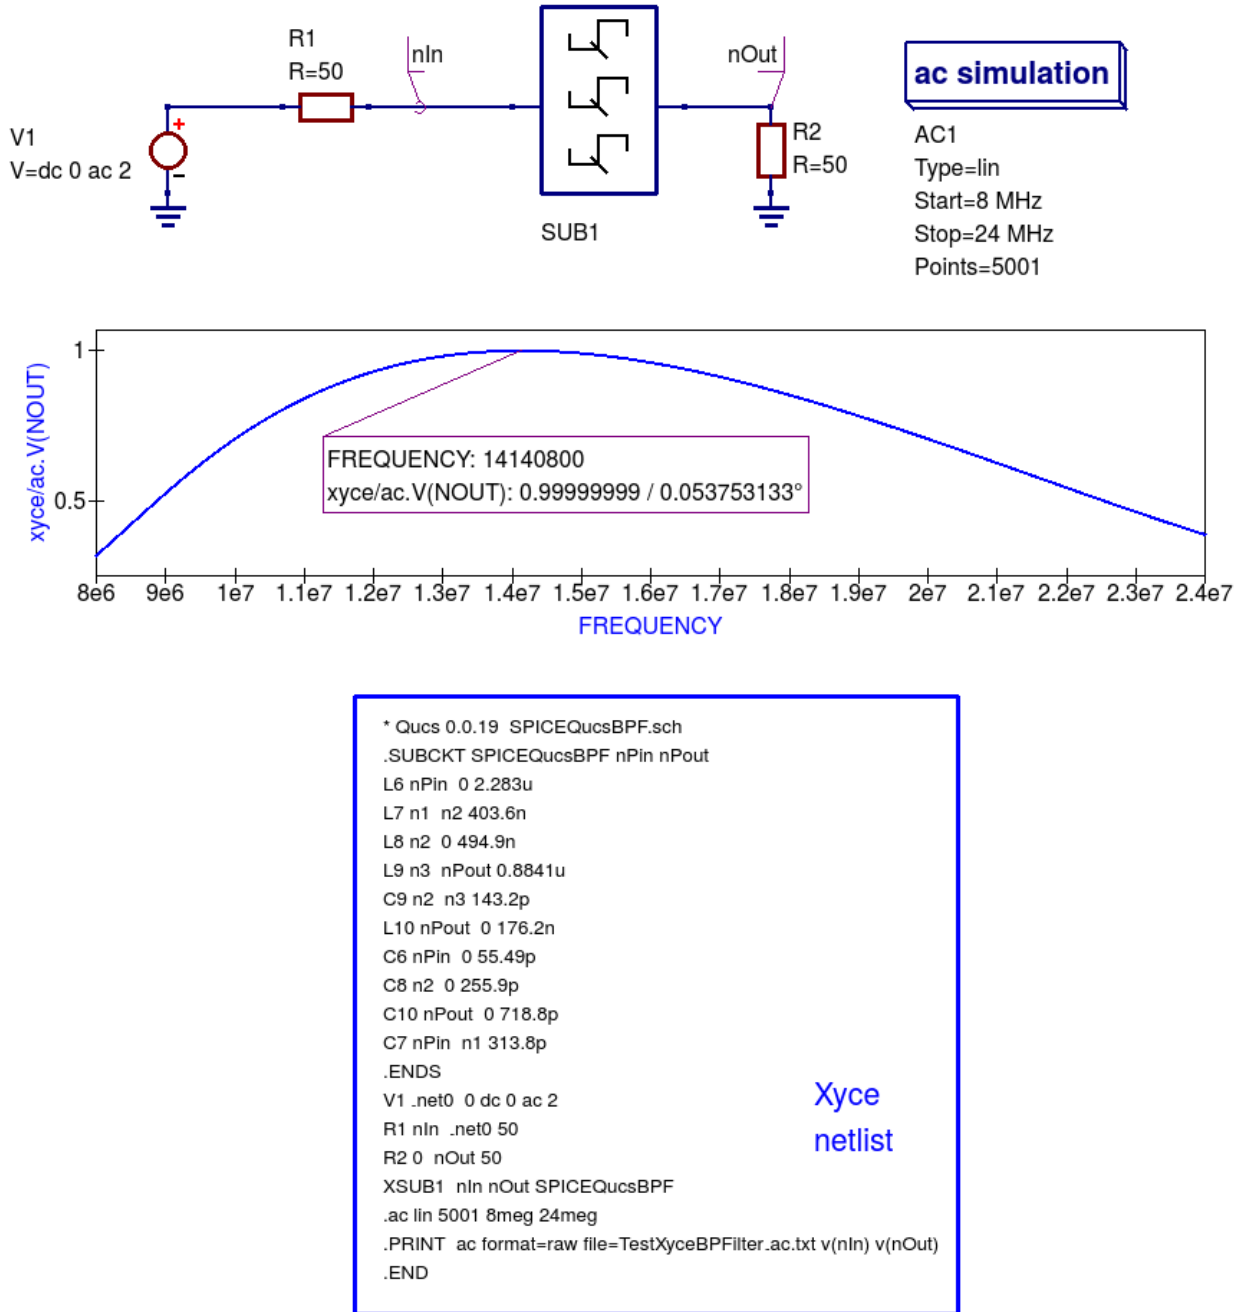 R1
R=50
nIn
nOut
ac simulation
V1
V=dc 0 ac 2
+
−
R2
R=50
SUB1
AC1
Type=lin
Start=8 MHz
Stop=24 MHz
Points=5001
xyce/ac.V(NOUT)
1
0.5
FREQUENCY: 14140800
xyce/ac.V(NOUT): 0.99999999 / 0.053753133°
8e6 9e6 1e7 1.1e7 1.2e7 1.3e7 1.4e7 1.5e7 1.6e7 1.7e7 1.8e7 1.9e7 2e7 2.1e7 2.2e7 2.3e7 2.4e7
FREQUENCY
* Qucs 0.0.19 SPICEQucsBPF.sch
.SUBCKT SPICEQucsBPF nPin nPout
L6 nPin 0 2.283u
L7 n1 n2 403.6n
L8 n2 0 494.9n
L9 n3 nPout 0.8841u
C9 n2 n3 143.2p
L10 nPout 0 176.2n
C6 nPin 0 55.49p
C8 n2 0 255.9p
C10 nPout 0 718.8p
C7 nPin n1 313.8p
.ENDS
V1 _net0 0 dc 0 ac 2
R1 nIn _net0 50
R2 0 nOut 50
XSUB1 nIn nOut SPICEQucsBPF
.ac lin 5001 8meg 24meg
.PRINT ac format=raw file=TestXyceBPFilter_ac.txt v(nIn) v(nOut)
.END
Xyce
netlist